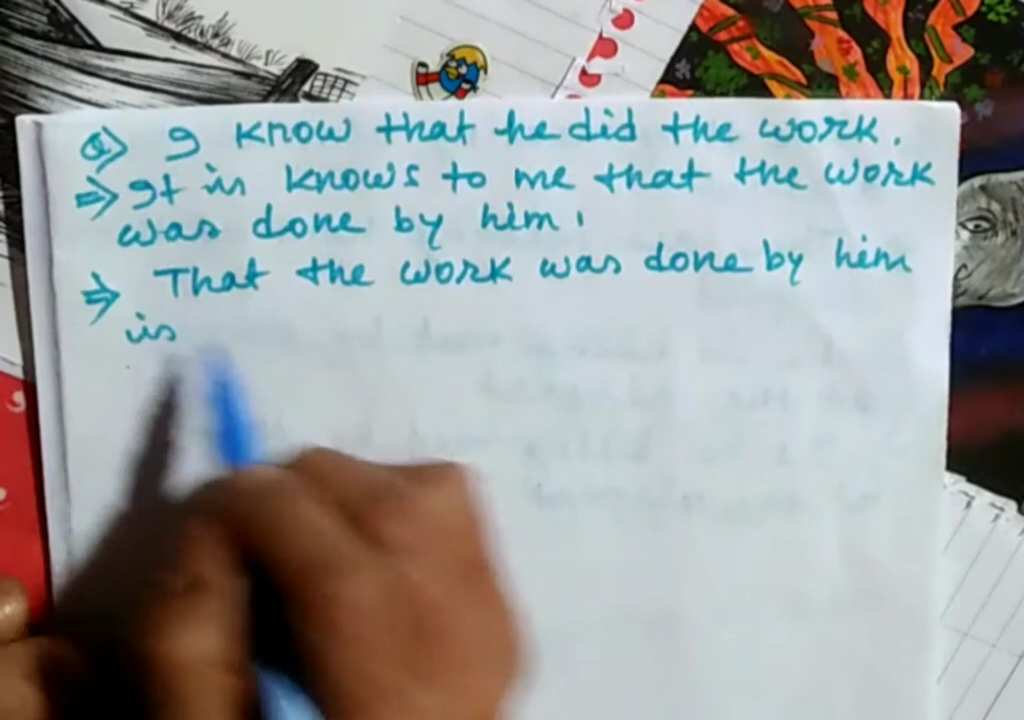 Q) I know that he did the work.
⇒ It is knows to me that the work
was done by him.
⇒ That the work was done by him
is